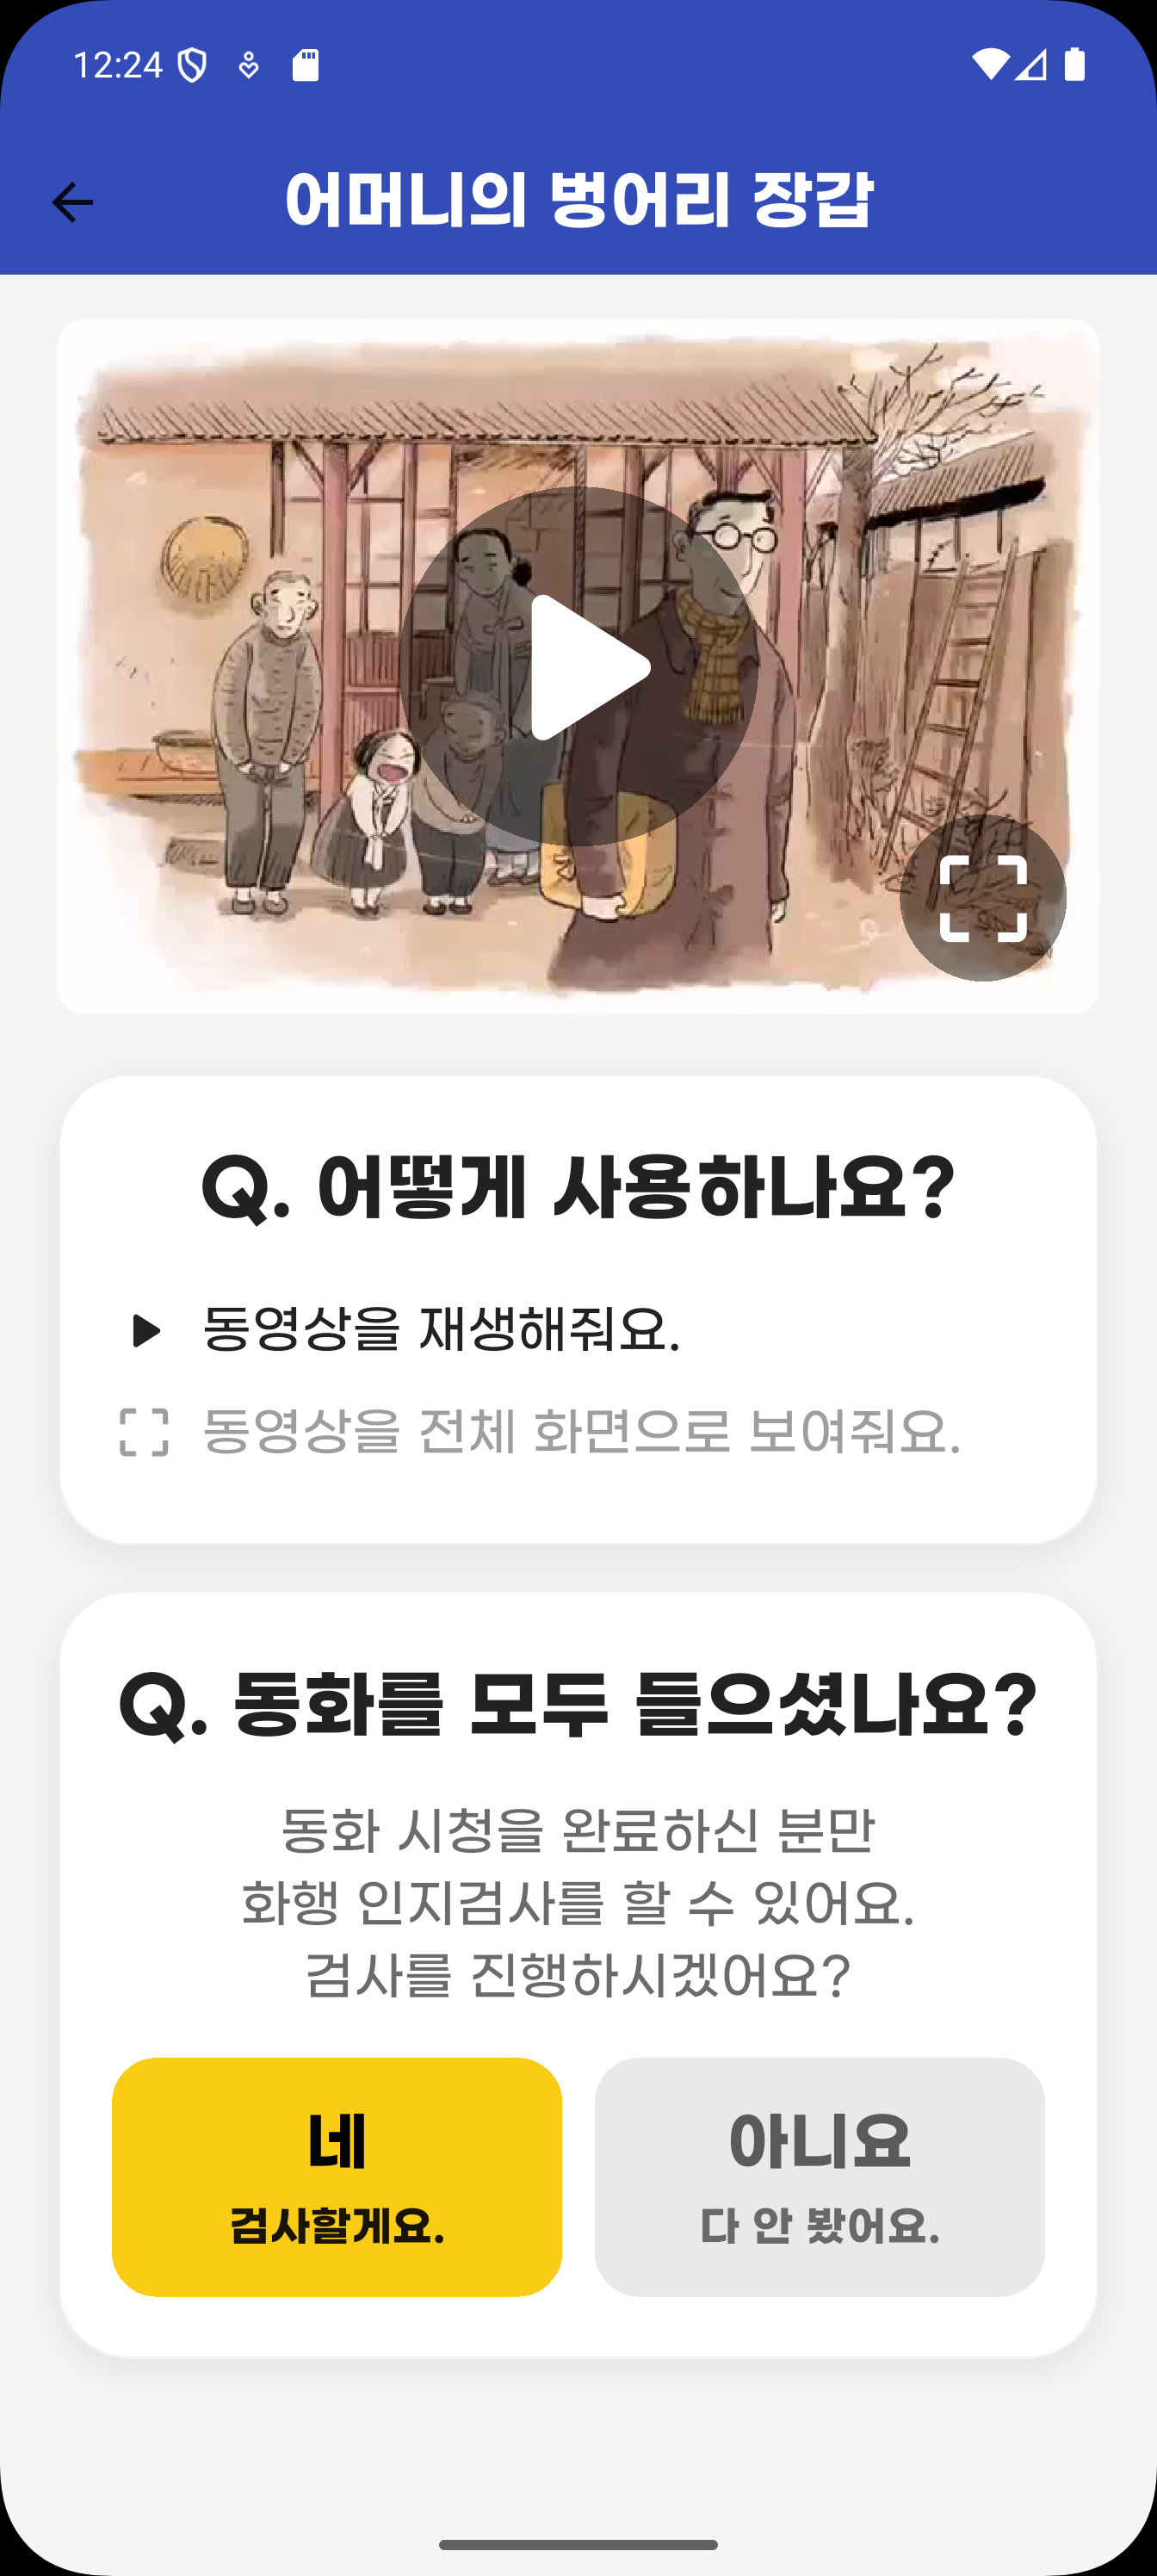 12:24
어머니의 벙어리 장갑
Q. 어떻게 사용하나요?
동영상을 재생해줘요.
동영상을 전체 화면으로 보여줘요.
Q. 동화를 모두 들으셨나요?
동화 시청을 완료하신 분만
화행 인지검사를 할 수 있어요.
검사를 진행하시겠어요?
네
검사할게요.
아니요
다 안 봤어요.